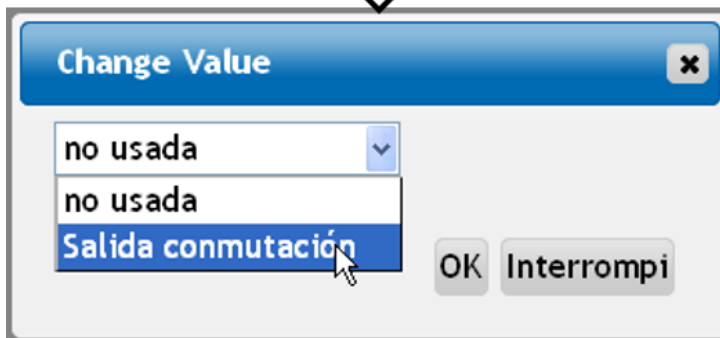 Change Value
no usada
no usada
Salida conmutación
OK Interrompi